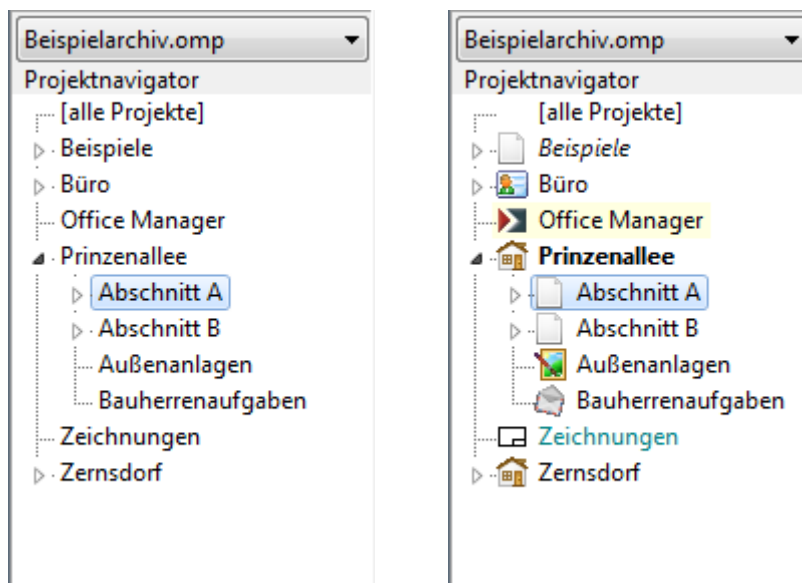 Beispielarchiv.omp
Projektnavigator
[alle Projekte]
Beispiele
Büro
Office Manager
Prinzenallee
Abschnitt A
Abschnitt B
Außenanlagen
Bauherrenaufgaben
Zeichnungen
Zernsdorf
Beispielarchiv.omp
Projektnavigator
[alle Projekte]
Beispiele
Büro
Office Manager
Prinzenallee
Abschnitt A
Abschnitt B
Außenanlagen
Bauherrenaufgaben
Zeichnungen
Zernsdorf